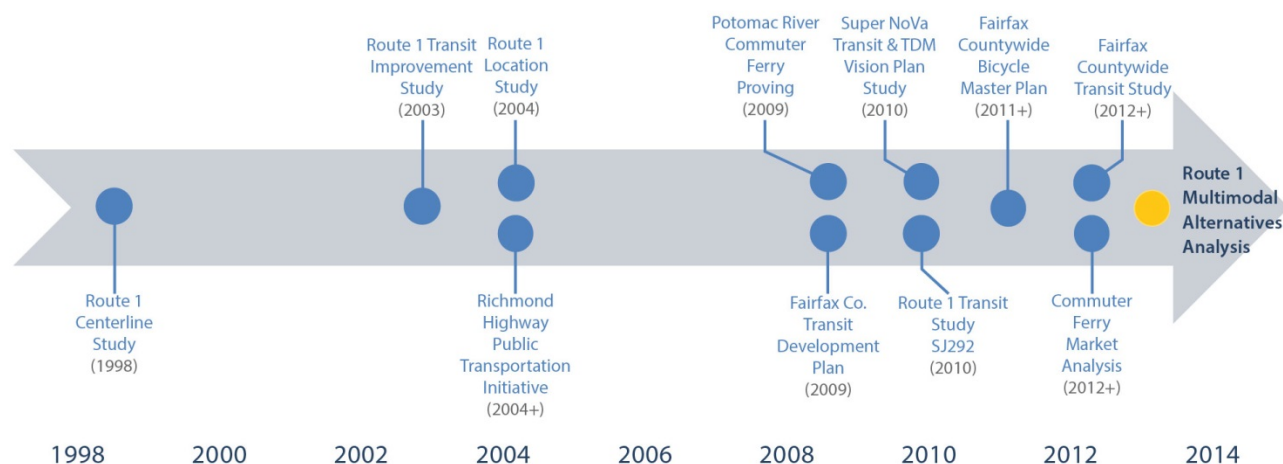 Route 1 Transit
Improvement
Study
(2003)
Route 1
Location
Study
(2004)
Potomac River
Commuter
Ferry
Proving
(2009)
Super NoVa
Transit & TDM
Vision Plan
Study
(2010)
Fairfax
Countywide
Bicycle
Master Plan
(2011+)
Fairfax
Countywide
Transit Study
(2012+)
Route 1
Multimodal
Alternatives
Analysis
Route 1
Centerline
Study
(1998)
Richmond
Highway
Public
Transportation
Initiative
(2004+)
Fairfax Co.
Transit
Development
Plan
(2009)
Route 1 Transit
Study
SJ292
(2010)
Commuter
Ferry
Market
Analysis
(2012+)
1998 2000 2002 2004 2006 2008 2010 2012 2014